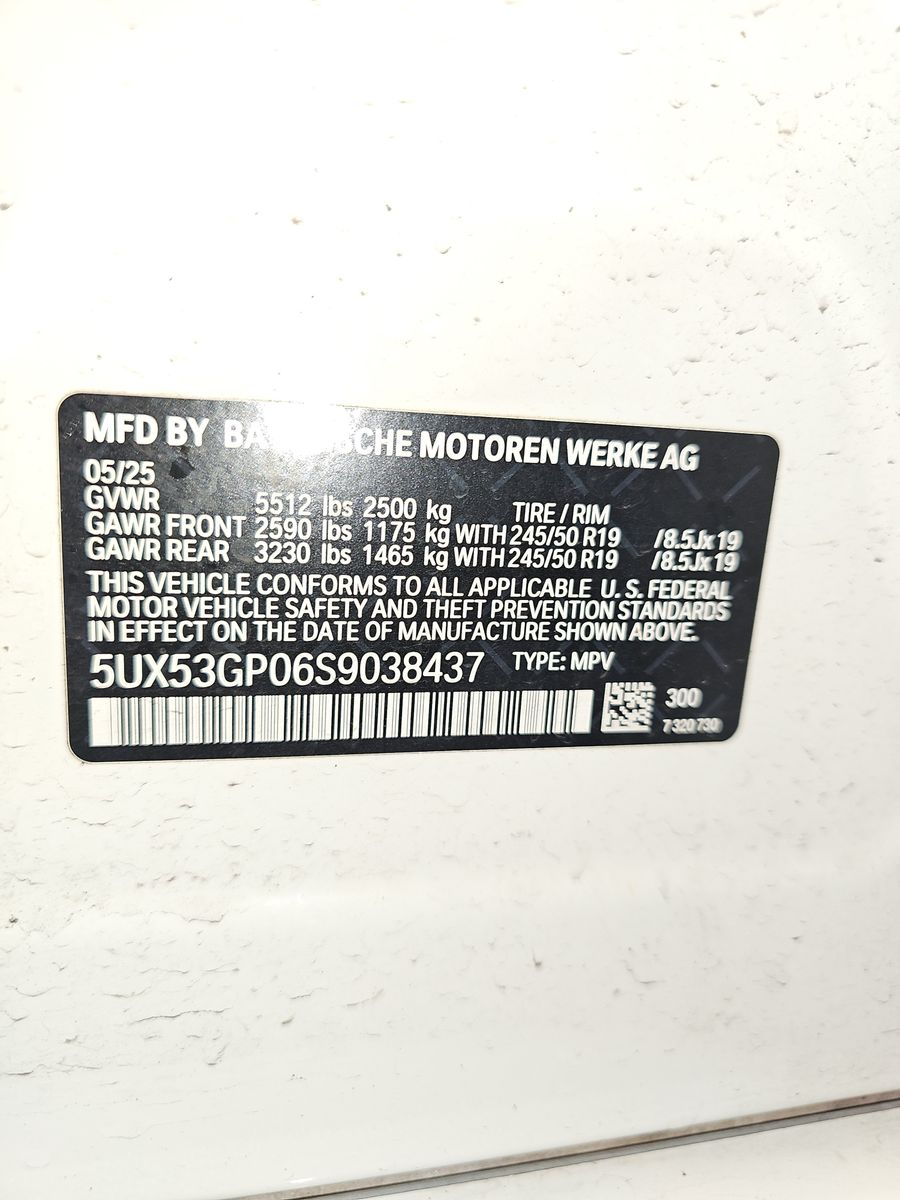 MFD BY BAYERISCHE MOTOREN WERKE AG
05/25
GVWR 5512 lbs 2500 kg TIRE / RIM
GAWR FRONT 2590 lbs 1175 kg WITH 245/50 R19 /8.5Jx19
GAWR REAR 3230 lbs 1465 kg WITH 245/50 R19 /8.5Jx19
THIS VEHICLE CONFORMS TO ALL APPLICABLE U. S. FEDERAL
MOTOR VEHICLE SAFETY AND THEFT PREVENTION STANDARDS
IN EFFECT ON THE DATE OF MANUFACTURE SHOWN ABOVE.
5UX53GP06S9038437 TYPE: MPV
300
7 320 730